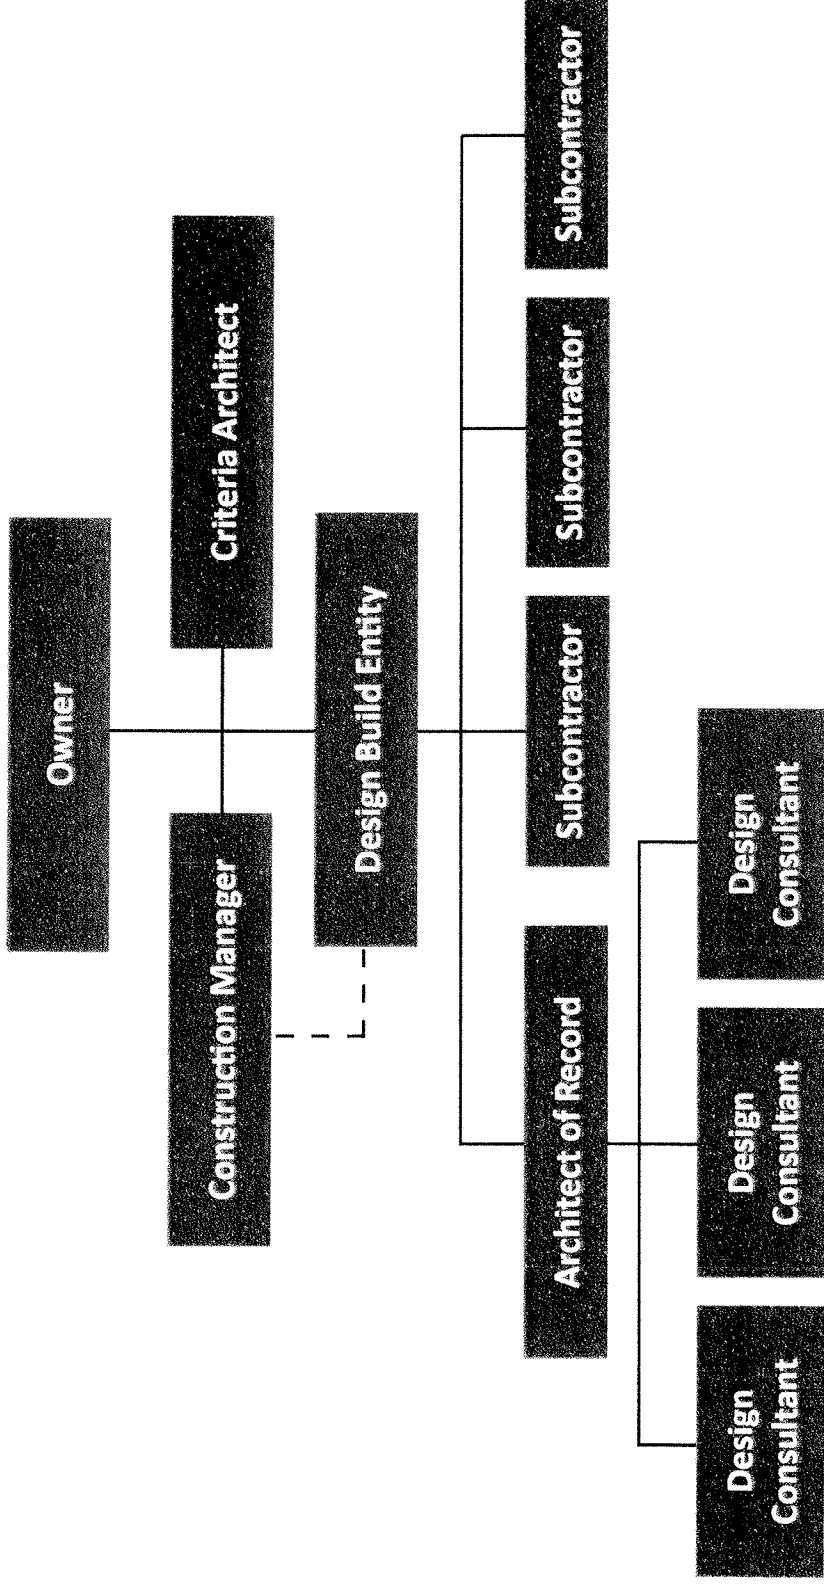 Owner
Construction Manager
Criteria Architect
Design Build Entity
Architect of Record
Subcontractor
Subcontractor
Subcontractor
Design
Consultant
Design
Consultant
Design
Consultant